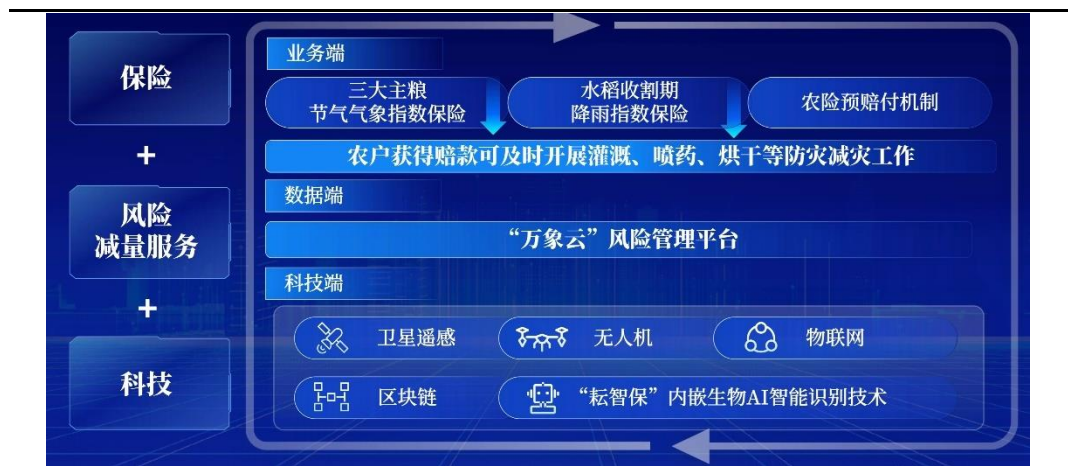 保险
+
风险
减量服务
+
科技
业务端
三大主粮
节气气象指数保险
水稻收割期
降雨指数保险
农险预赔付机制
农户获得赔款可及时开展灌溉、喷药、烘干等防灾减灾工作
数据端
“万象云”风险管理平台
科技端
卫星遥感
无人机
物联网
区块链
“耘智保”内嵌生物AI智能识别技术